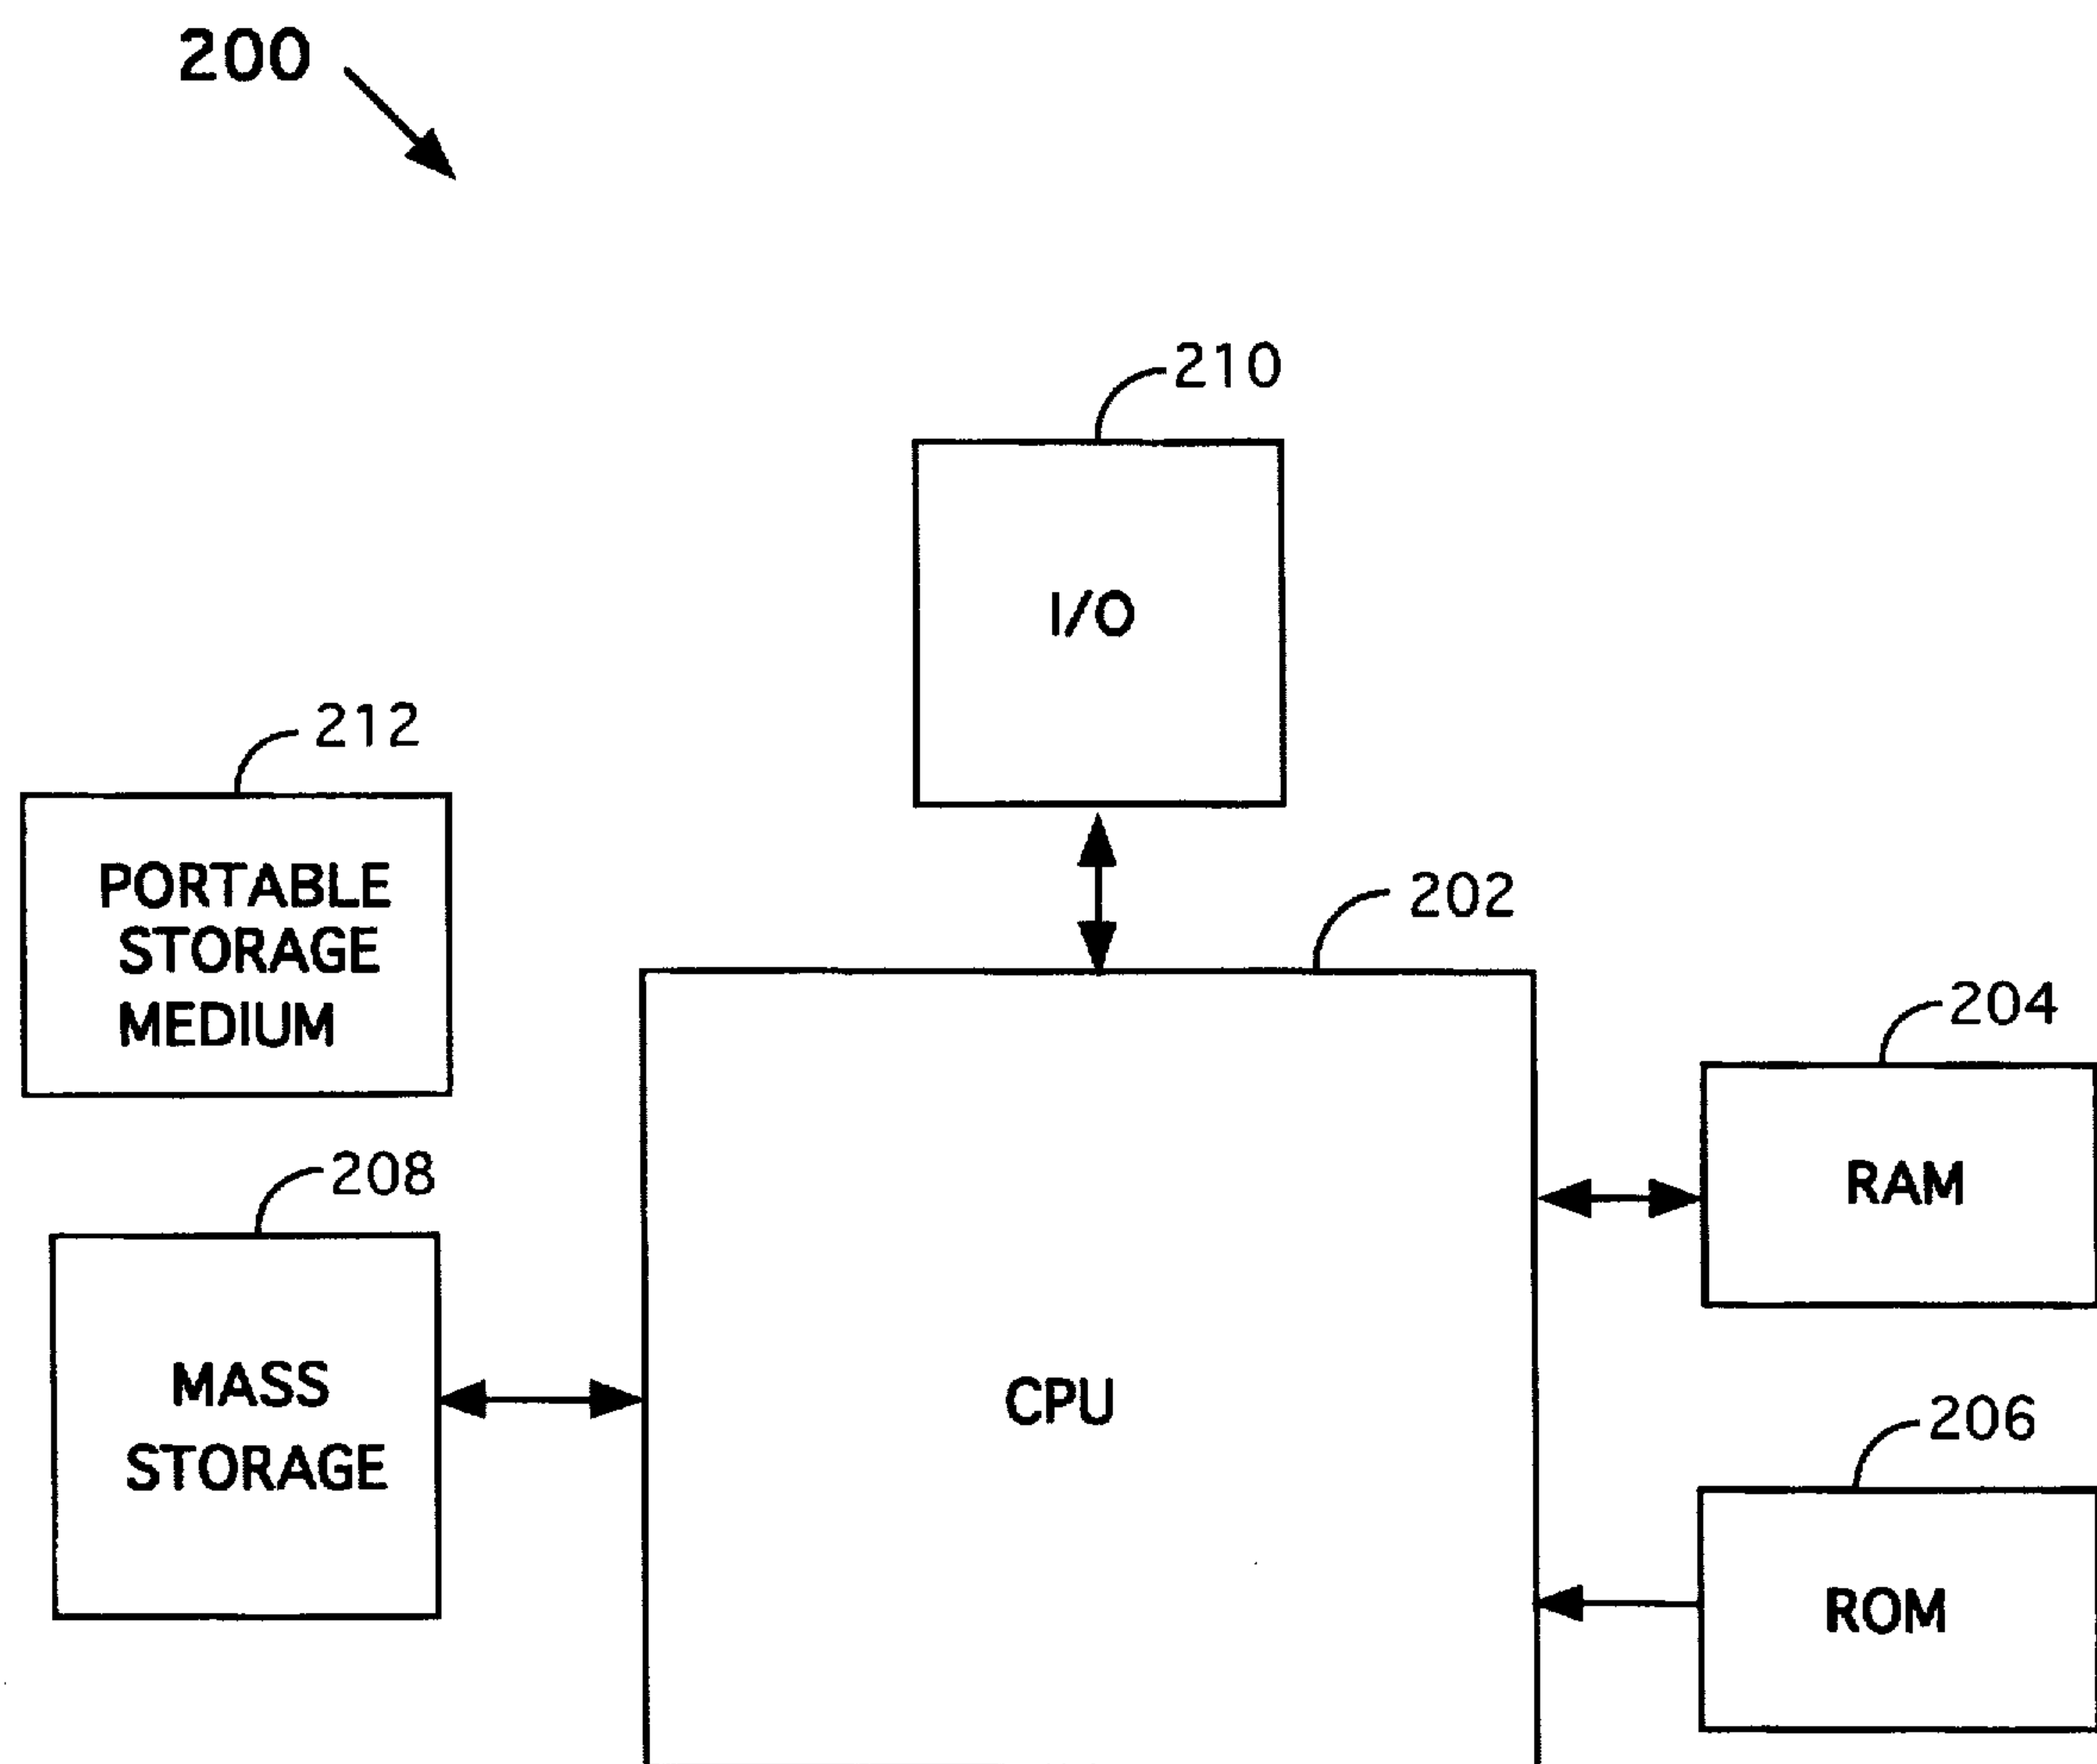 200
210
I/O
212
PORTABLE
STORAGE
MEDIUM
202
204
RAM
208
MASS
STORAGE
CPU
206
ROM